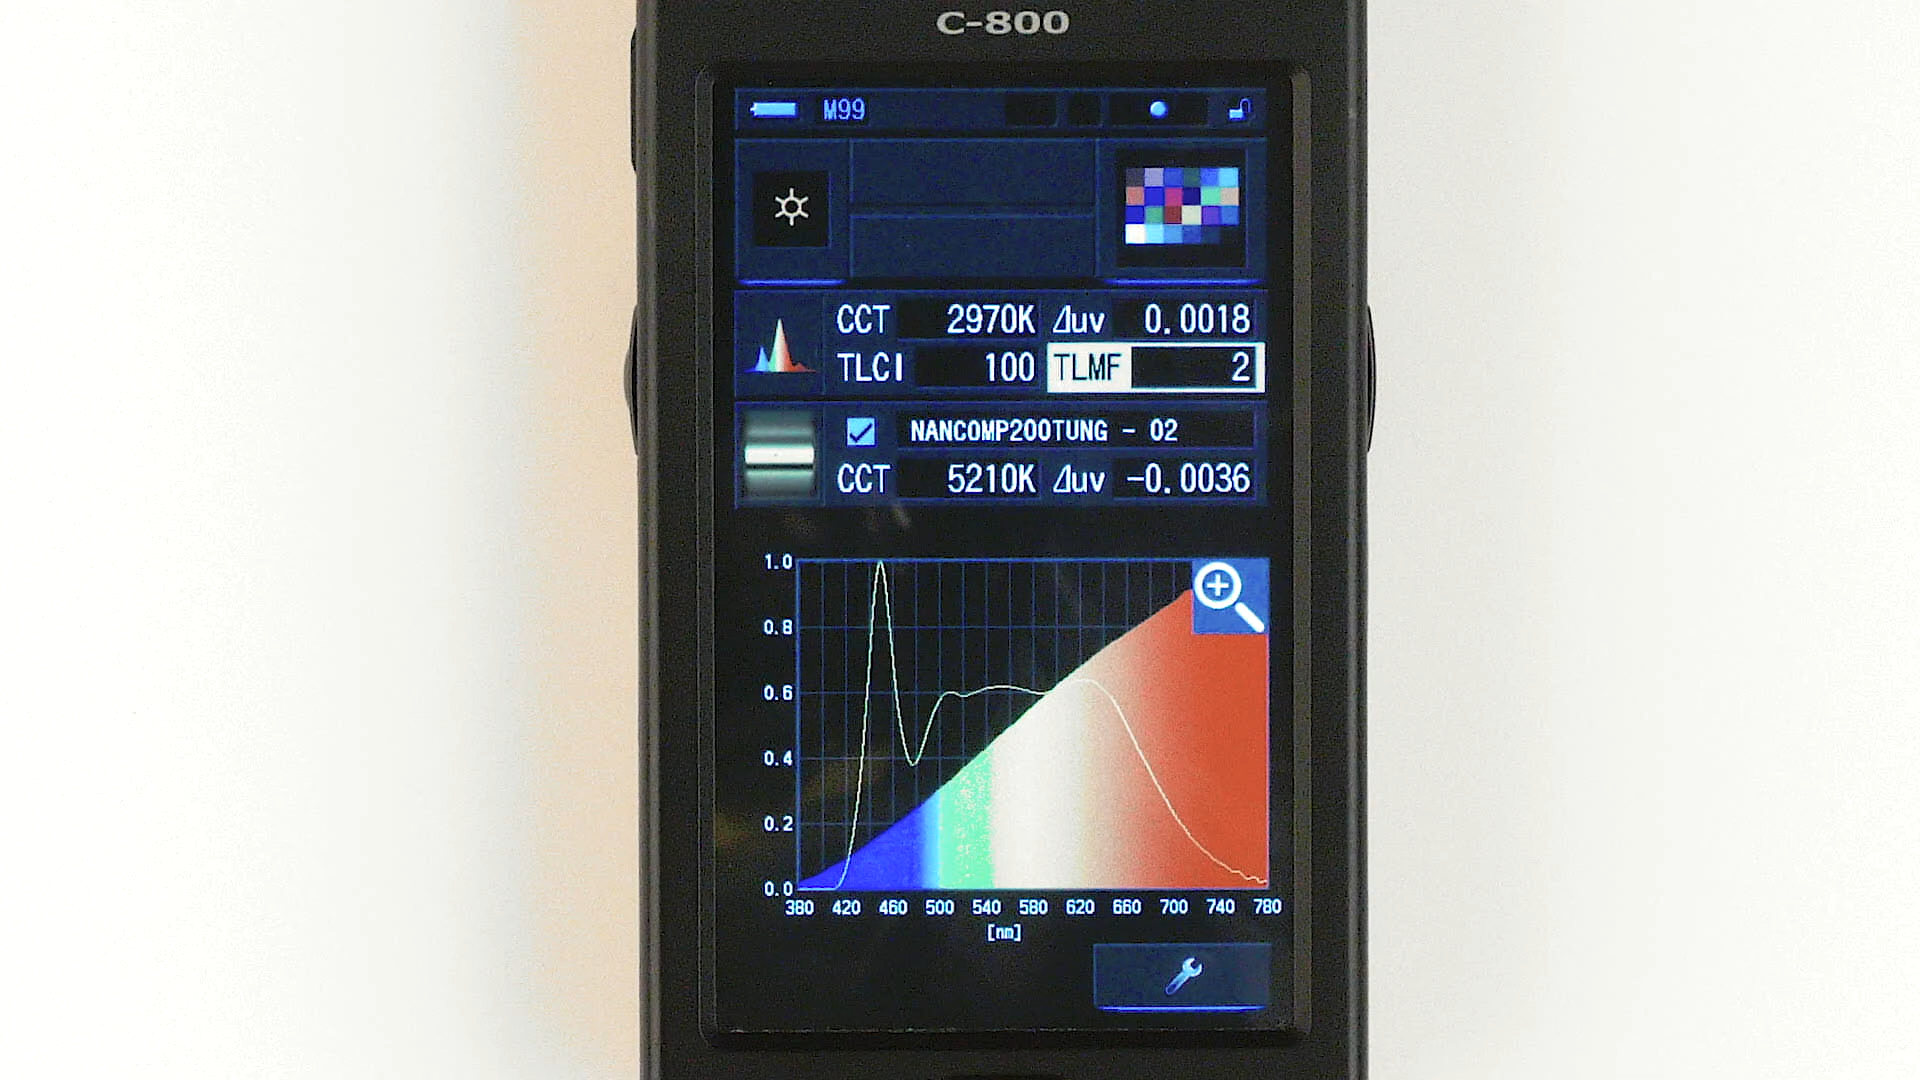 C-800
M99
CCT 2970K ⊿uv 0.0018
TLCI 100 TLMF 2
NANCOMP200TUNG - 02
CCT 5210K ⊿uv -0.0036
1.0
0.8
0.6
0.4
0.2
0.0
380 420 460 500 540 580 620 660 700 740 780
[nm]